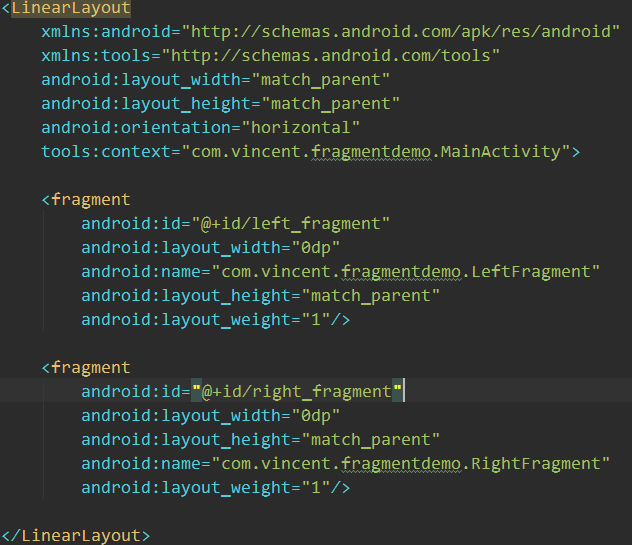 <LinearLayout
    xmlns:android="http://schemas.android.com/apk/res/android"
    xmlns:tools="http://schemas.android.com/tools"
    android:layout_width="match_parent"
    android:layout_height="match_parent"
    android:orientation="horizontal"
    tools:context="com.vincent.fragmentdemo.MainActivity">

    <fragment
        android:id="@+id/left_fragment"
        android:layout_width="0dp"
        android:name="com.vincent.fragmentdemo.LeftFragment"
        android:layout_height="match_parent"
        android:layout_weight="1"/>

    <fragment
        android:id="@+id/right_fragment"
        android:layout_width="0dp"
        android:layout_height="match_parent"
        android:name="com.vincent.fragmentdemo.RightFragment"
        android:layout_weight="1"/>

</LinearLayout>